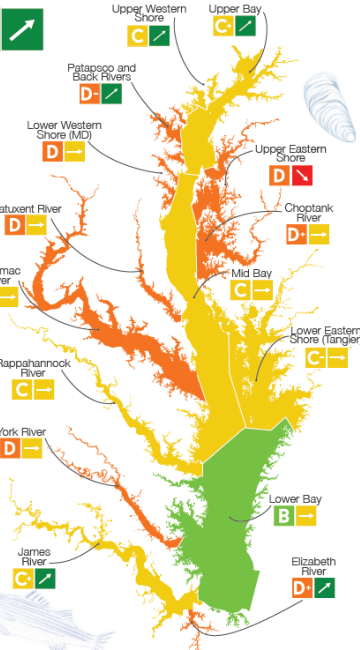 Upper Western
Shore
C
Upper Bay
C+
Patapsco and
Back Rivers
D-
Lower Western
Shore (MD)
D
Upper Eastern
Shore
D
atuxent River
D
Choptank
River
D+
mac
ver
Mid Bay
C
Lower Eastern
Shore (Tangier)
C-
Rappahannock
River
C
York River
D
Lower Bay
B
James
River
C+
Elizabeth
River
D+